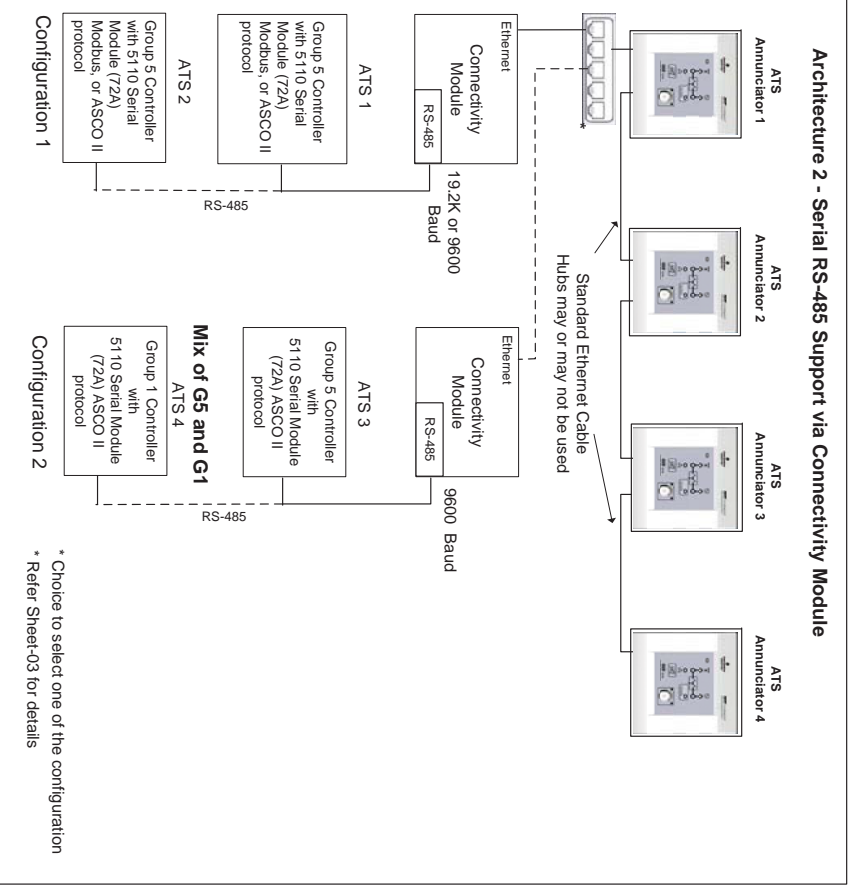 Architecture 2 - Serial RS-485 Support via Connectivity Module
ATS
Annunciator 1
ATS
Annunciator 2
ATS
Annunciator 3
ATS
Annunciator 4
Standard Ethernet Cable
Hubs may or may not be used
*
Ethernet
Connectivity
Module
RS-485
19.2K or 9600
Baud
ATS 1
Group 5 Controller
with 5110 Serial
Module (72A)
Modbus, or ASCO II
protocol
RS-485
ATS 2
Group 5 Controller
with 5110 Serial
Module (72A)
Modbus, or ASCO II
protocol
Configuration 1
Ethernet
Connectivity
Module
RS-485
9600 Baud
ATS 3
Group 5 Controller
with
5110 Serial Module
(72A) ASCO II
protocol
RS-485
Mix of G5 and G1
ATS 4
Group 1 Controller
with
5110 Serial Module
(72A) ASCO II
protocol
Configuration 2
* Choice to select one of the configuration
* Refer Sheet-03 for details